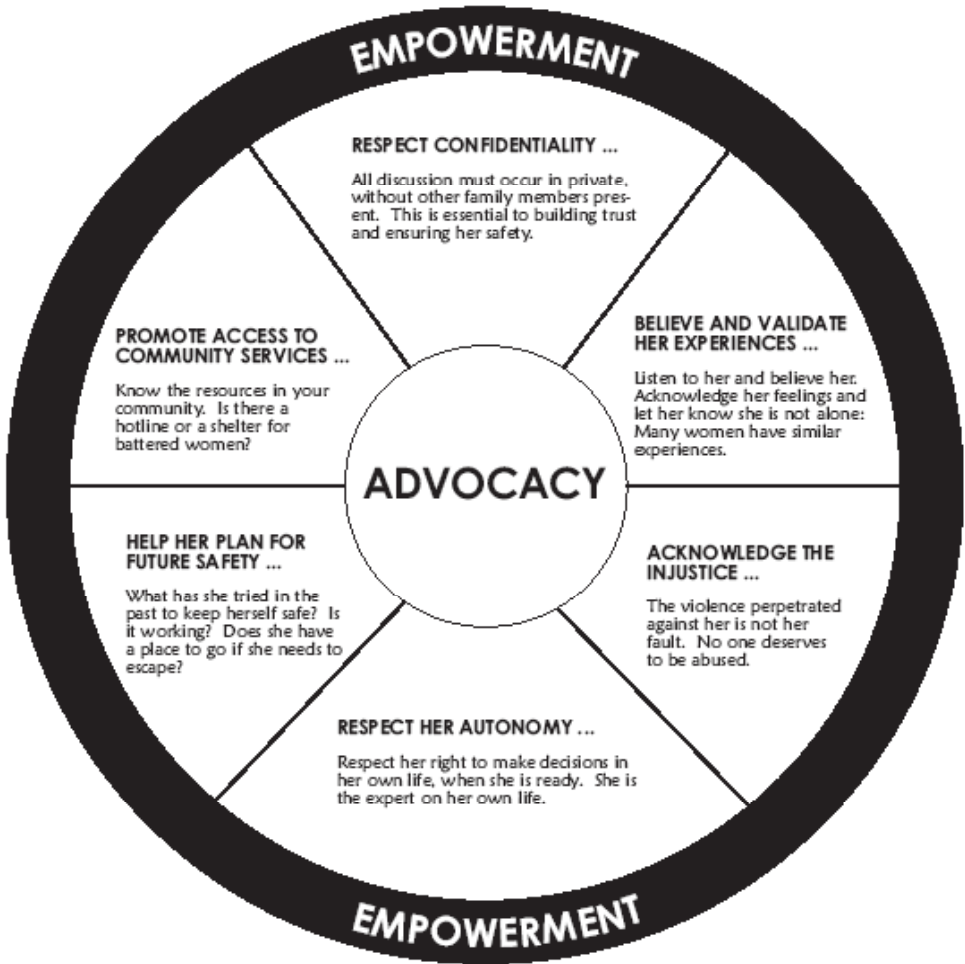 EMPOWERMENT
RESPECT CONFIDENTIALITY ...
All discussion must occur in private,
without other family members pres-
ent. This is essential to building trust
and ensuring her safety.
BELIEVE AND VALIDATE
HER EXPERIENCES ...
Listen to her and believe her.
Acknowledge her feelings and
let her know she is not alone:
Many women have similar
experiences.
ACKNOWLEDGE THE
INJUSTICE ...
The violence perpetrated
against her is not her
fault. No one deserves
to be abused.
RESPECT HER AUTONOMY ...
Respect her right to make decisions in
her own life, when she is ready. She is
the expert on her own life.
HELP HER PLAN FOR
FUTURE SAFETY ...
What has she tried in the
past to keep herself safe? Is
it working? Does she have
a place to go if she needs to
escape?
PROMOTE ACCESS TO
COMMUNITY SERVICES ...
Know the resources in your
community. Is there a
hotline or a shelter for
battered women?
ADVOCACY
EMPOWERMENT